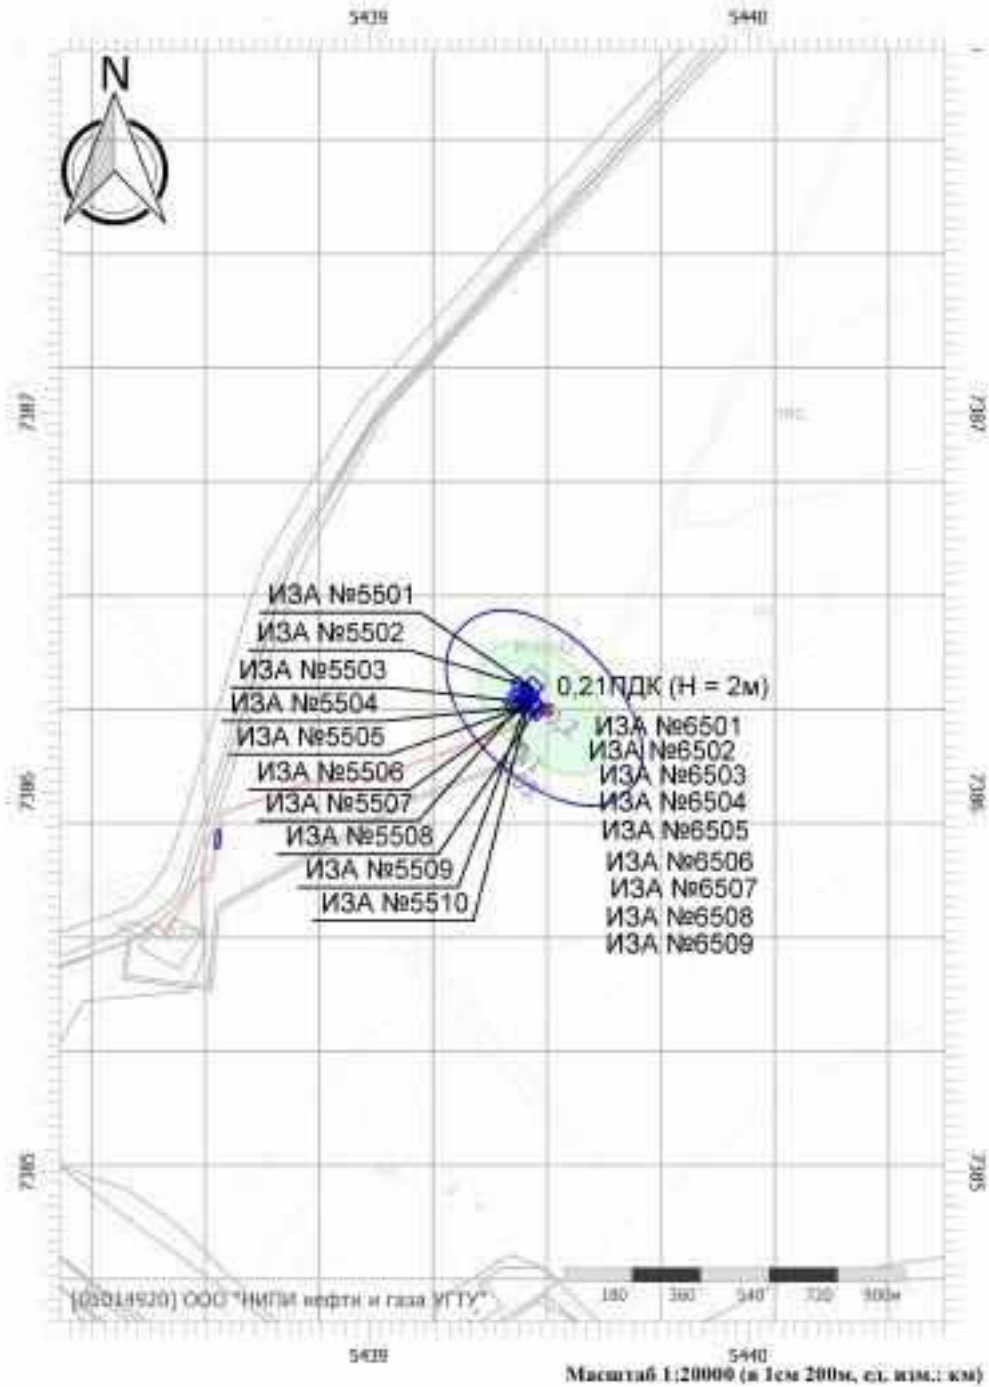 5439 5440
N
7387 7387
ИЗА №5501
ИЗА №5502
ИЗА №5503
ИЗА №5504
ИЗА №5505
ИЗА №5506
ИЗА №5507
ИЗА №5508
ИЗА №5509
ИЗА №5510
0,21ПДК (H = 2м)
ИЗА №6501
ИЗА №6502
ИЗА №6503
ИЗА №6504
ИЗА №6505
ИЗА №6506
ИЗА №6507
ИЗА №6508
ИЗА №6509
7386 7386
7385 7385
[05014920] ООО "НИПИ нефти и газа УГТУ"
180 360 540 720 900м
5439 5440
Масштаб 1:20000 (в 1см 200м, ед. изм.: км)